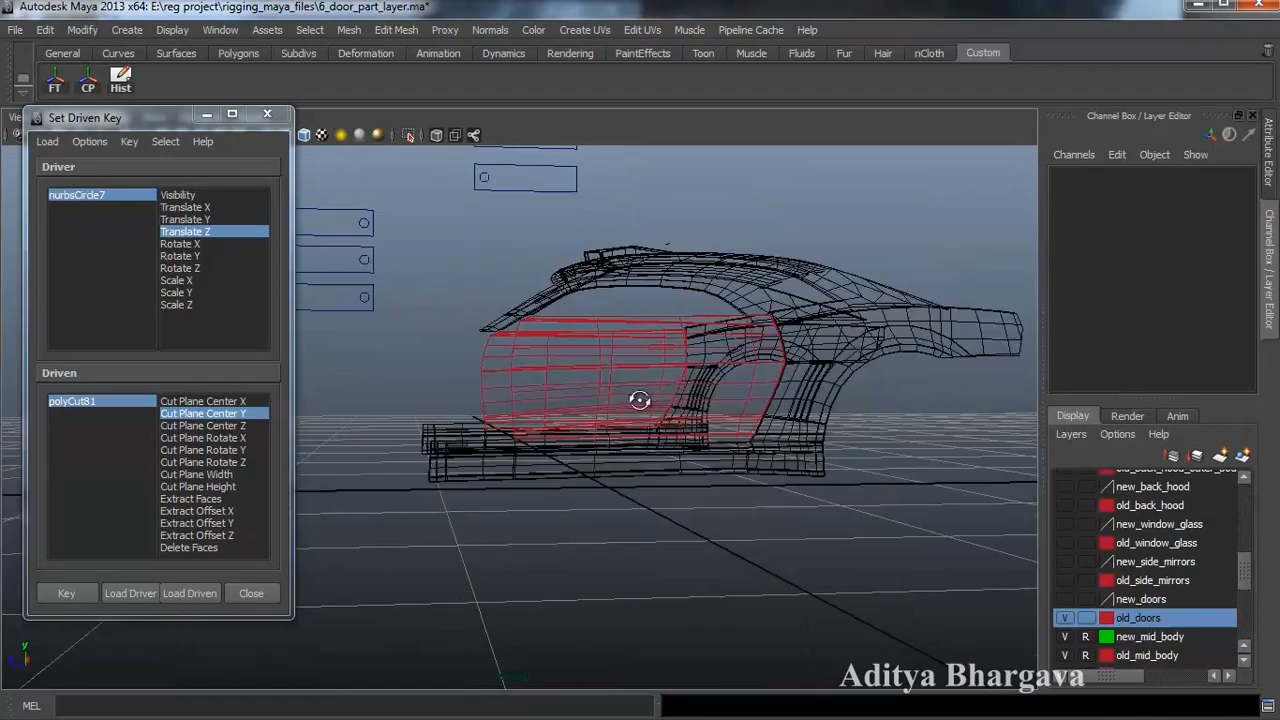 Autodesk Maya 2013 x64: E:\reg project\rigging_maya_files\6_door_part_layer.ma*
File Edit Modify Create Display Window Assets Select Mesh Edit Mesh Proxy Normals Color Create UVs Edit UVs Muscle Pipeline Cache Help
General Curves Surfaces Polygons Subdivs Deformation Animation Dynamics Rendering PaintEffects Toon Muscle Fluids Fur Hair nCloth Custom
FT CP Hist
Set Driven Key
Load Options Key Select Help
Driver
nurbsCircle7
Visibility
Translate X
Translate Y
Translate Z
Rotate X
Rotate Y
Rotate Z
Scale X
Scale Y
Scale Z
Driven
polyCut81
Cut Plane Center X
Cut Plane Center Y
Cut Plane Center Z
Cut Plane Rotate X
Cut Plane Rotate Y
Cut Plane Rotate Z
Cut Plane Width
Cut Plane Height
Extract Faces
Extract Offset X
Extract Offset Y
Extract Offset Z
Delete Faces
Key Load Driver Load Driven Close
Channel Box / Layer Editor
Channels Edit Object Show
Attribute Editor
Channel Box / Layer Editor
Display Render Anim
Layers Options Help
new_back_hood
old_back_hood
new_window_glass
old_window_glass
new_side_mirrors
old_side_mirrors
new_doors
V old_doors
V R new_mid_body
V R old_mid_body
y
Aditya Bhargava
MEL